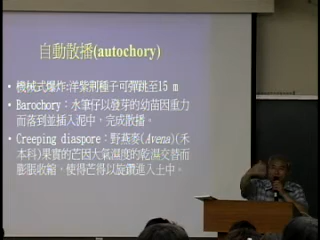 自動散播(autochory)
• 機械式爆炸:洋紫荊種子可彈跳至15 m
• Barochory：水筆仔以發芽的幼苗因重力
而落到並插入泥中，完成散播。
• Creeping diaspore：野燕麥(Avena)(禾
本科)果實的芒因大氣濕度的乾濕交替而
膨脹收縮，使得芒得以旋鑽進入土中。